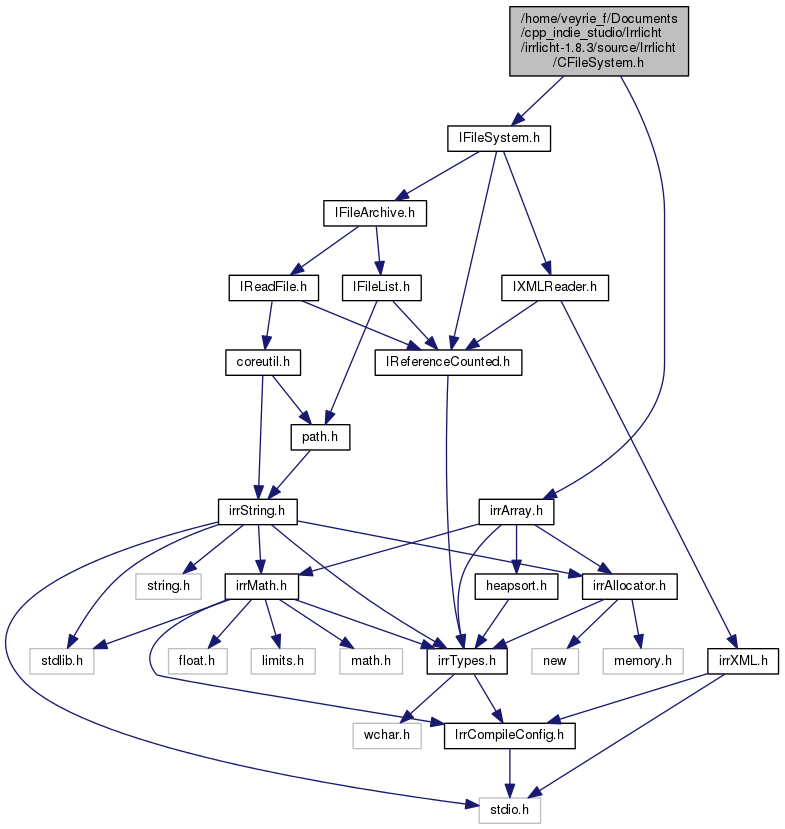 /home/veyrie_f/Documents
/cpp_indie_studio/Irrlicht
/irrlicht-1.8.3/source/Irrlicht
/CFileSystem.h
IFileSystem.h
IFileArchive.h
IReadFile.h
IFileList.h
IXMLReader.h
coreutil.h
IReferenceCounted.h
path.h
irrString.h
irrArray.h
string.h
irrMath.h
heapsort.h
irrAllocator.h
stdlib.h
float.h
limits.h
math.h
irrTypes.h
new
memory.h
irrXML.h
wchar.h
IrrCompileConfig.h
stdio.h